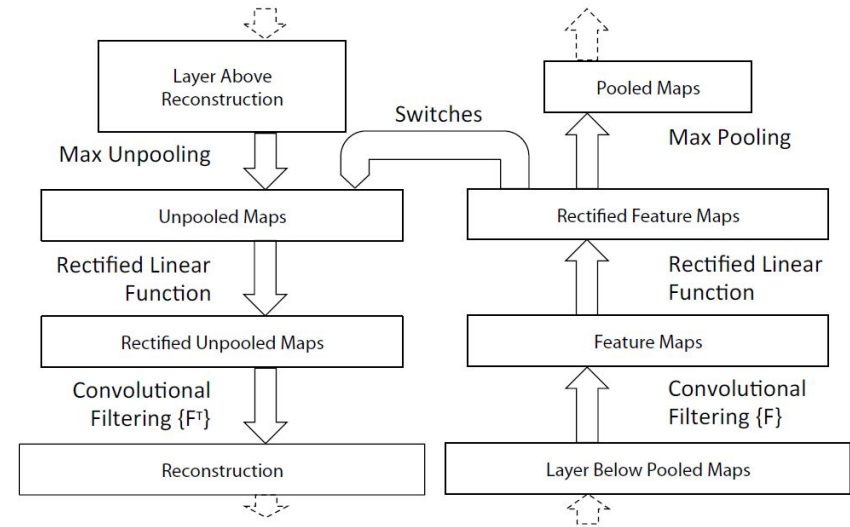 Layer Above
Reconstruction
Pooled Maps
Switches
Max Unpooling
Max Pooling
Unpooled Maps
Rectified Feature Maps
Rectified Linear
Function
Rectified Linear
Function
Rectified Unpooled Maps
Feature Maps
Convolutional
Filtering {Fᵀ}
Convolutional
Filtering {F}
Reconstruction
Layer Below Pooled Maps